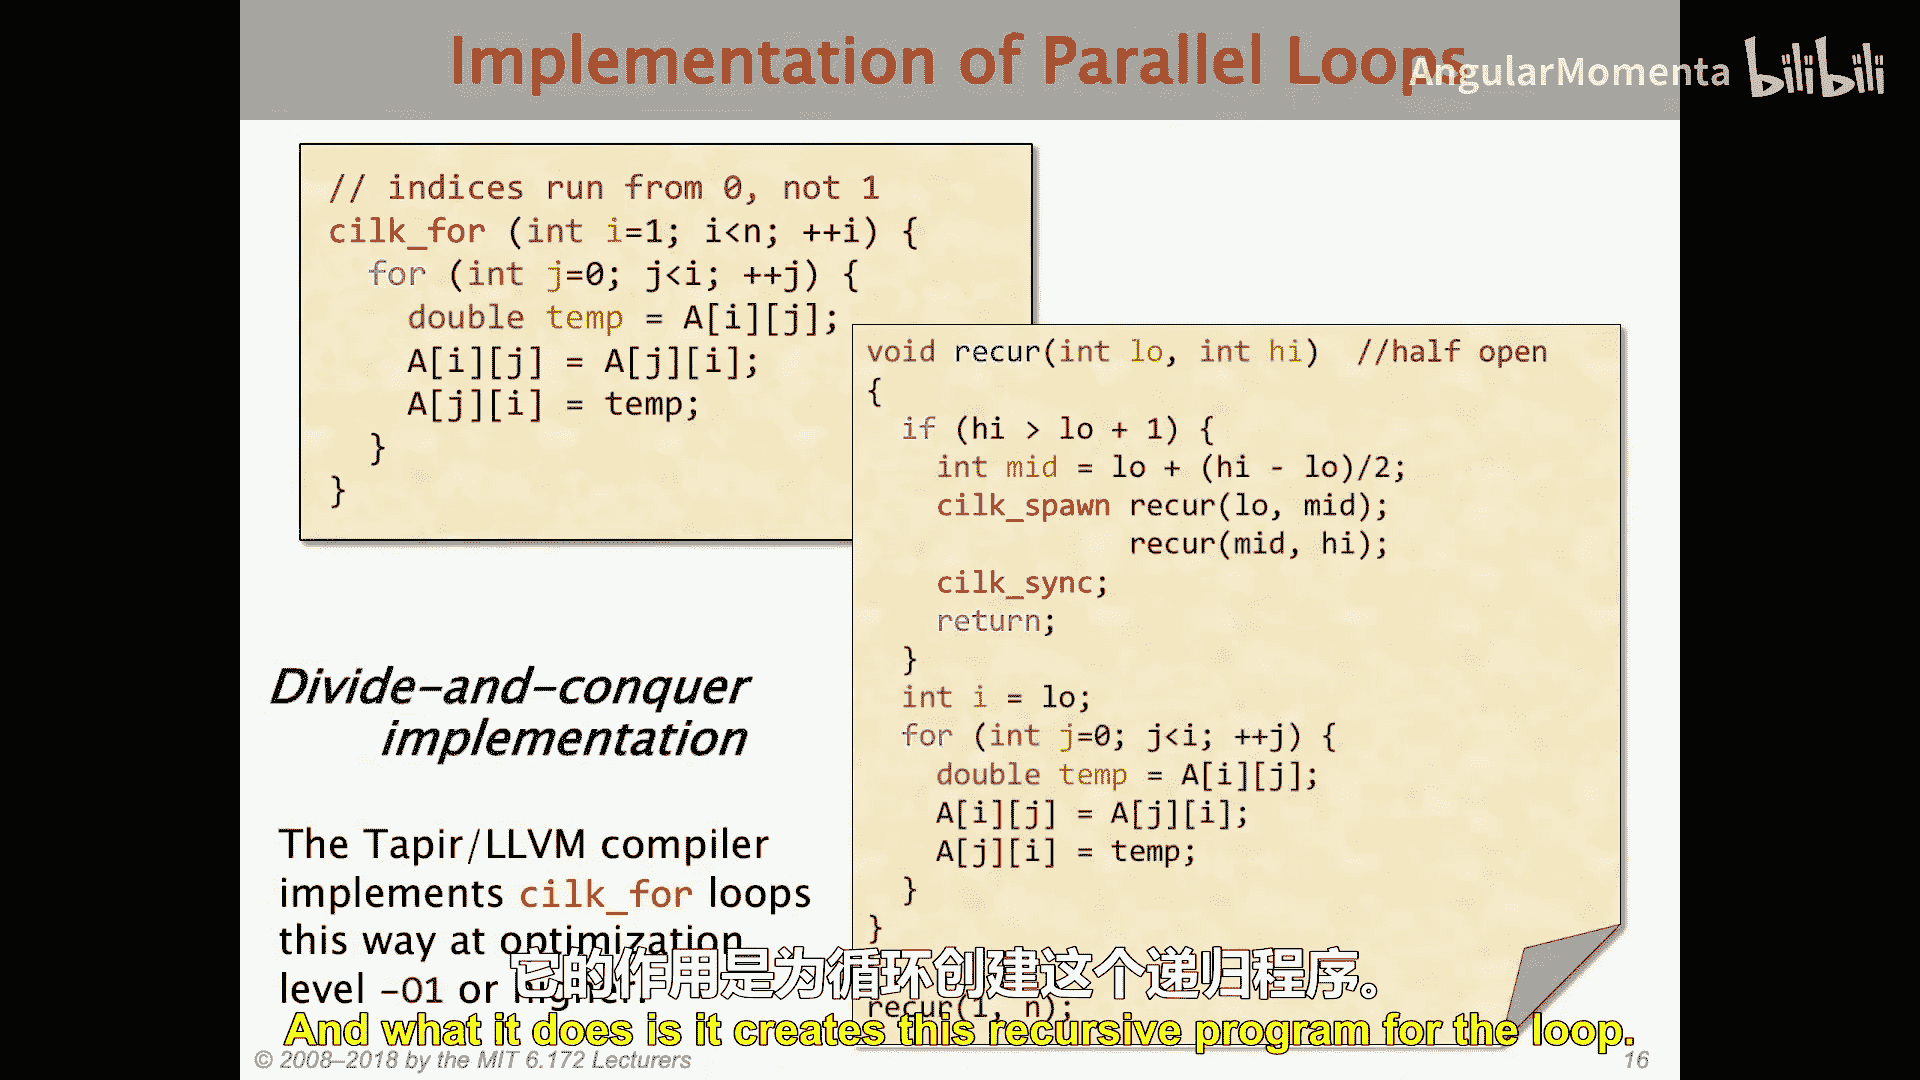 Implementation of Parallel Loops
AngularMomenta bilibili
// indices run from 0, not 1
cilk_for (int i=1; i<n; ++i) {
  for (int j=0; j<i; ++j) {
    double temp = A[i][j];
    A[i][j] = A[j][i];
    A[j][i] = temp;
  }
}
void recur(int lo, int hi)  //half open
{
  if (hi > lo + 1) {
    int mid = lo + (hi - lo)/2;
    cilk_spawn recur(lo, mid);
               recur(mid, hi);
    cilk_sync;
    return;
  }
  int i = lo;
  for (int j=0; j<i; ++j) {
    double temp = A[i][j];
    A[i][j] = A[j][i];
    A[j][i] = temp;
  }
}
recur(1, n);
Divide-and-conquer
implementation
The Tapir/LLVM compiler
implements cilk_for loops
this way at optimization
level -O1 or higher.
它的作用是为循环创建这个递归程序。
And what it does is it creates this recursive program for the loop.
© 2008–2018 by the MIT 6.172 Lecturers
16